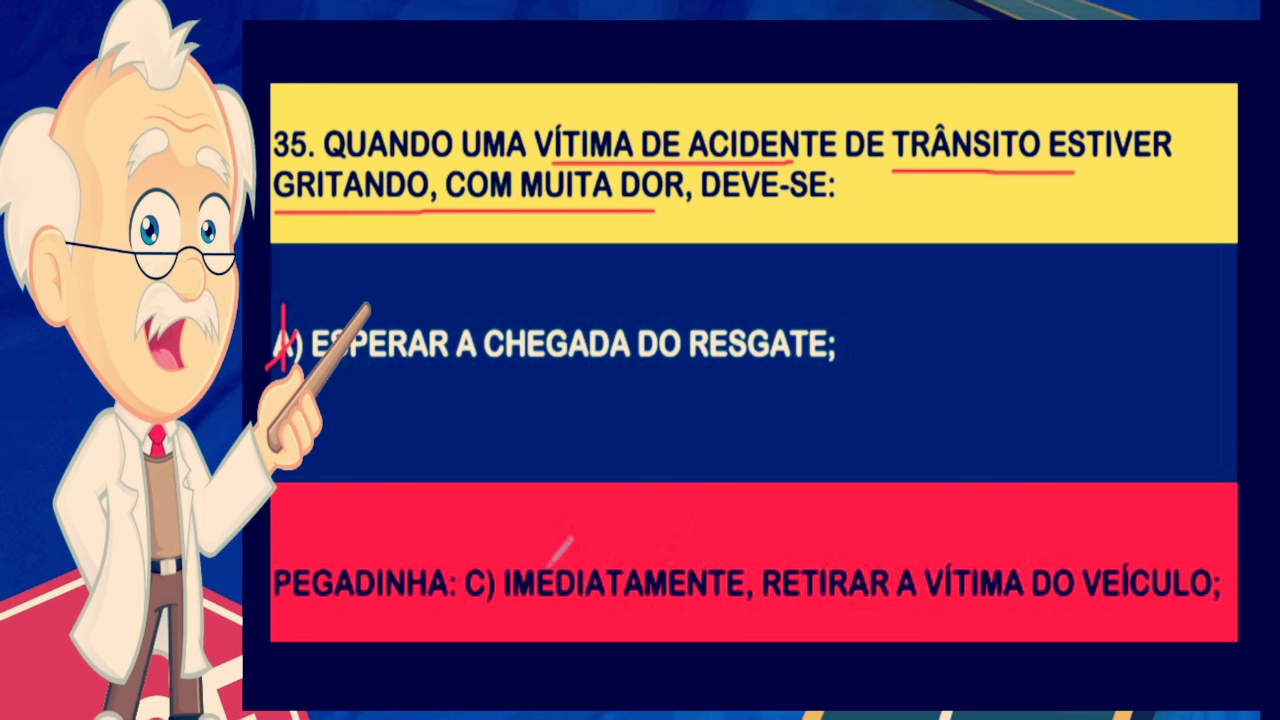 35. QUANDO UMA VÍTIMA DE ACIDENTE DE TRÂNSITO ESTIVER
GRITANDO, COM MUITA DOR, DEVE-SE:
A) ESPERAR A CHEGADA DO RESGATE;
PEGADINHA: C) IMEDIATAMENTE, RETIRAR A VÍTIMA DO VEÍCULO;